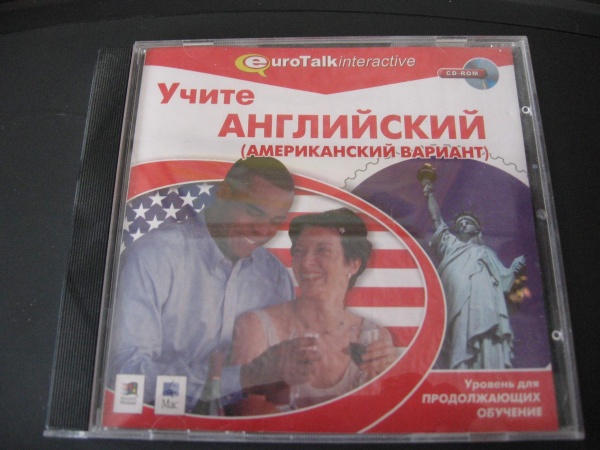 euroTalkinteractive
CD-ROM
Учите
АНГЛИЙСКИЙ
(АМЕРИКАНСКИЙ ВАРИАНТ)
Mac
Уровень для
ПРОДОЛЖАЮЩИХ
ОБУЧЕНИЕ